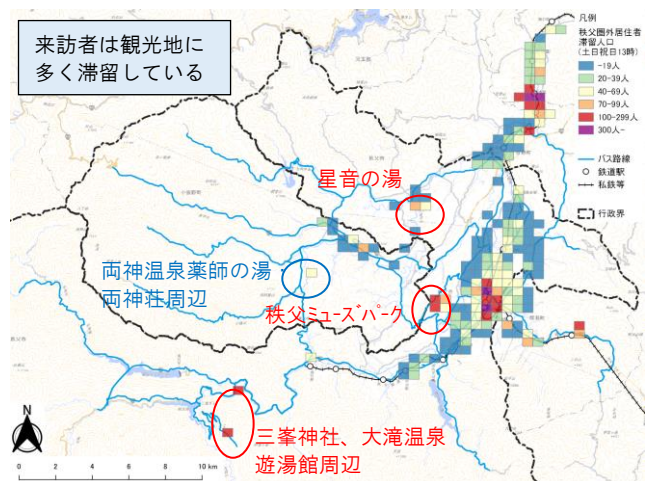 来訪者は観光地に
多く滞留している
凡例
秩父圏外居住者
滞留人口
(土日祝日13時)
-19人
20-39人
40-69人
70-99人
100-299人
300人-
バス路線
鉄道駅
私鉄等
行政界
星音の湯
両神温泉薬師の湯・
両神荘周辺
秩父ﾐｭｰｽﾞﾊﾟｰｸ
三峯神社、大滝温泉
遊湯館周辺
N
0 2 4 6 8 10 km